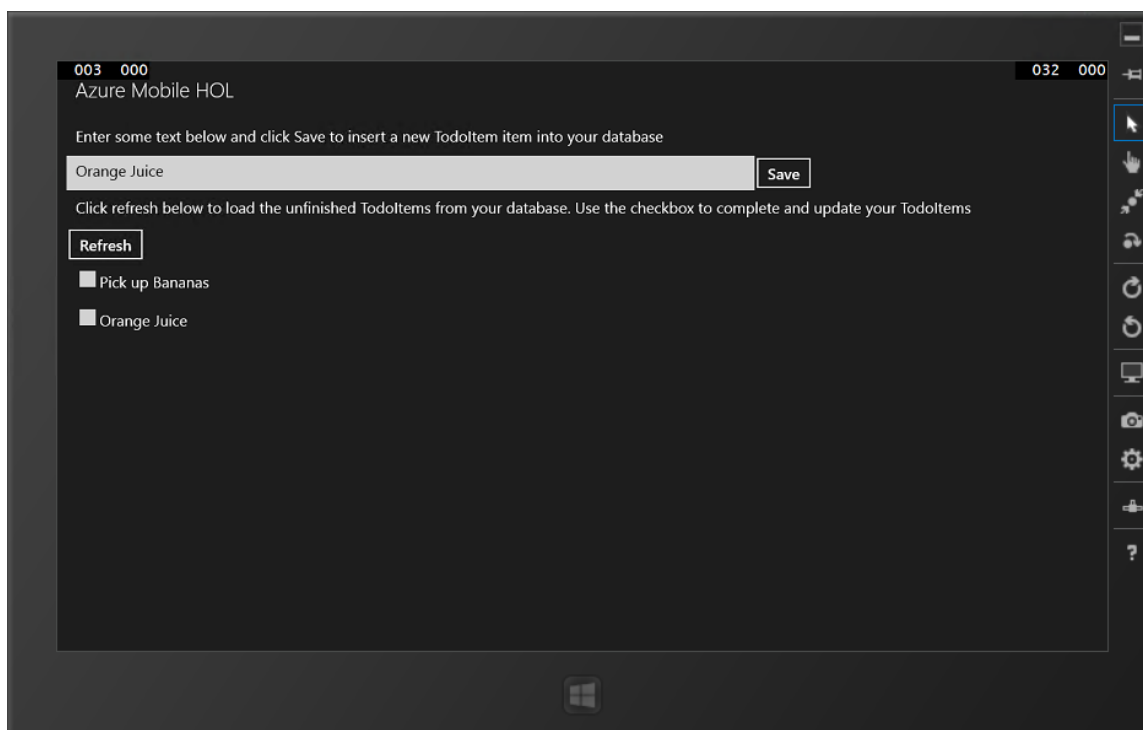 003 000 032 000
Azure Mobile HOL
Enter some text below and click Save to insert a new TodoItem item into your database
Orange Juice Save
Click refresh below to load the unfinished TodoItems from your database. Use the checkbox to complete and update your TodoItems
Refresh
Pick up Bananas
Orange Juice
?